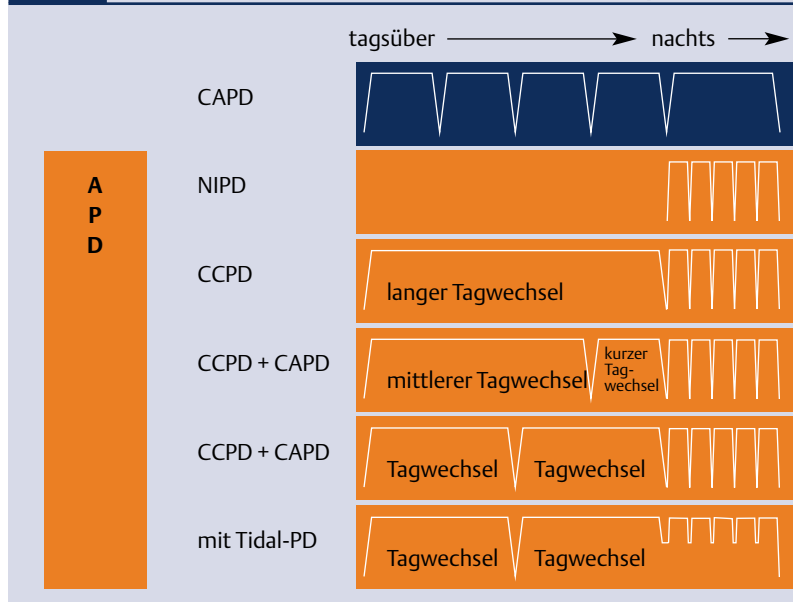 tagsüber nachts
CAPD
A
P
D
NIPD
CCPD
langer Tagwechsel
CCPD + CAPD
mittlerer Tagwechsel
kurzer
Tag-
wechsel
CCPD + CAPD
Tagwechsel Tagwechsel
mit Tidal-PD
Tagwechsel Tagwechsel